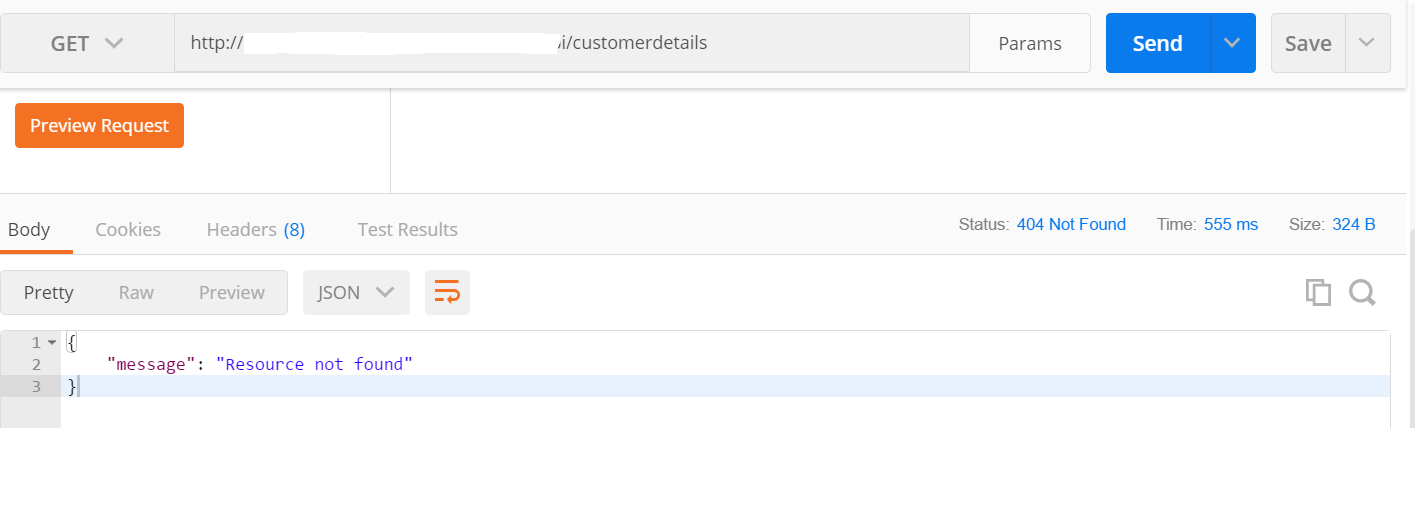 GET http:// i/customerdetails Params Send Save
Preview Request
Body Cookies Headers (8) Test Results Status: 404 Not Found Time: 555 ms Size: 324 B
Pretty Raw Preview JSON
1 {
2 "message": "Resource not found"
3 }